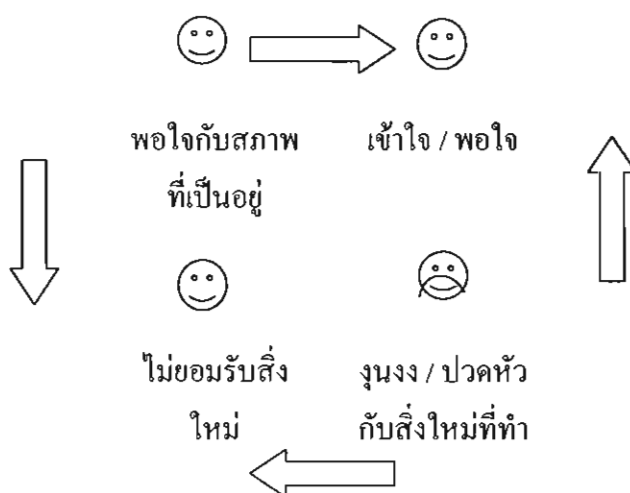 พอใจกับสภาพ
ที่เป็นอยู่
เข้าใจ / พอใจ
ไม่ยอมรับสิ่ง
ใหม่
งุนงง / ปวดหัว
กับสิ่งใหม่ที่ทำ